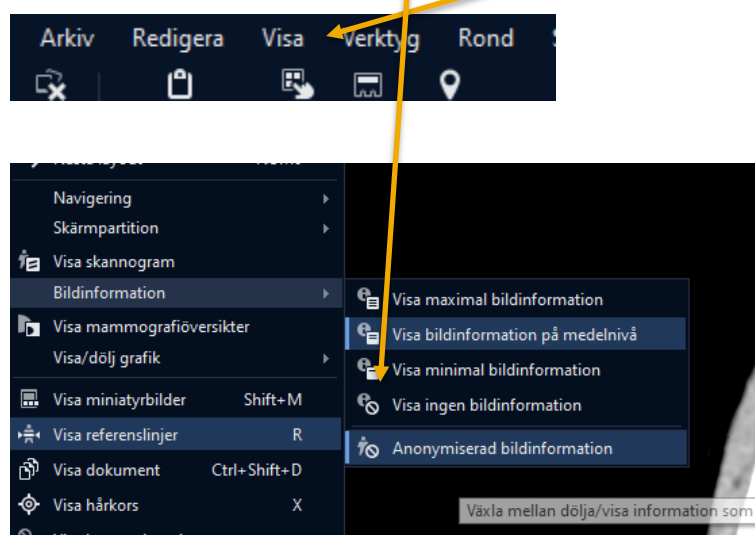 Arkiv Redigera Visa Verktyg Rond
Navigering
Skärmpartition
Visa skannogram
Bildinformation
Visa mammografiöversikter
Visa/dölj grafik
Visa miniatyrbilder Shift+M
Visa referenslinjer R
Visa dokument Ctrl+Shift+D
Visa hårkors X
Visa maximal bildinformation
Visa bildinformation på medelnivå
Visa minimal bildinformation
Visa ingen bildinformation
Anonymiserad bildinformation
Växla mellan dölja/visa information som